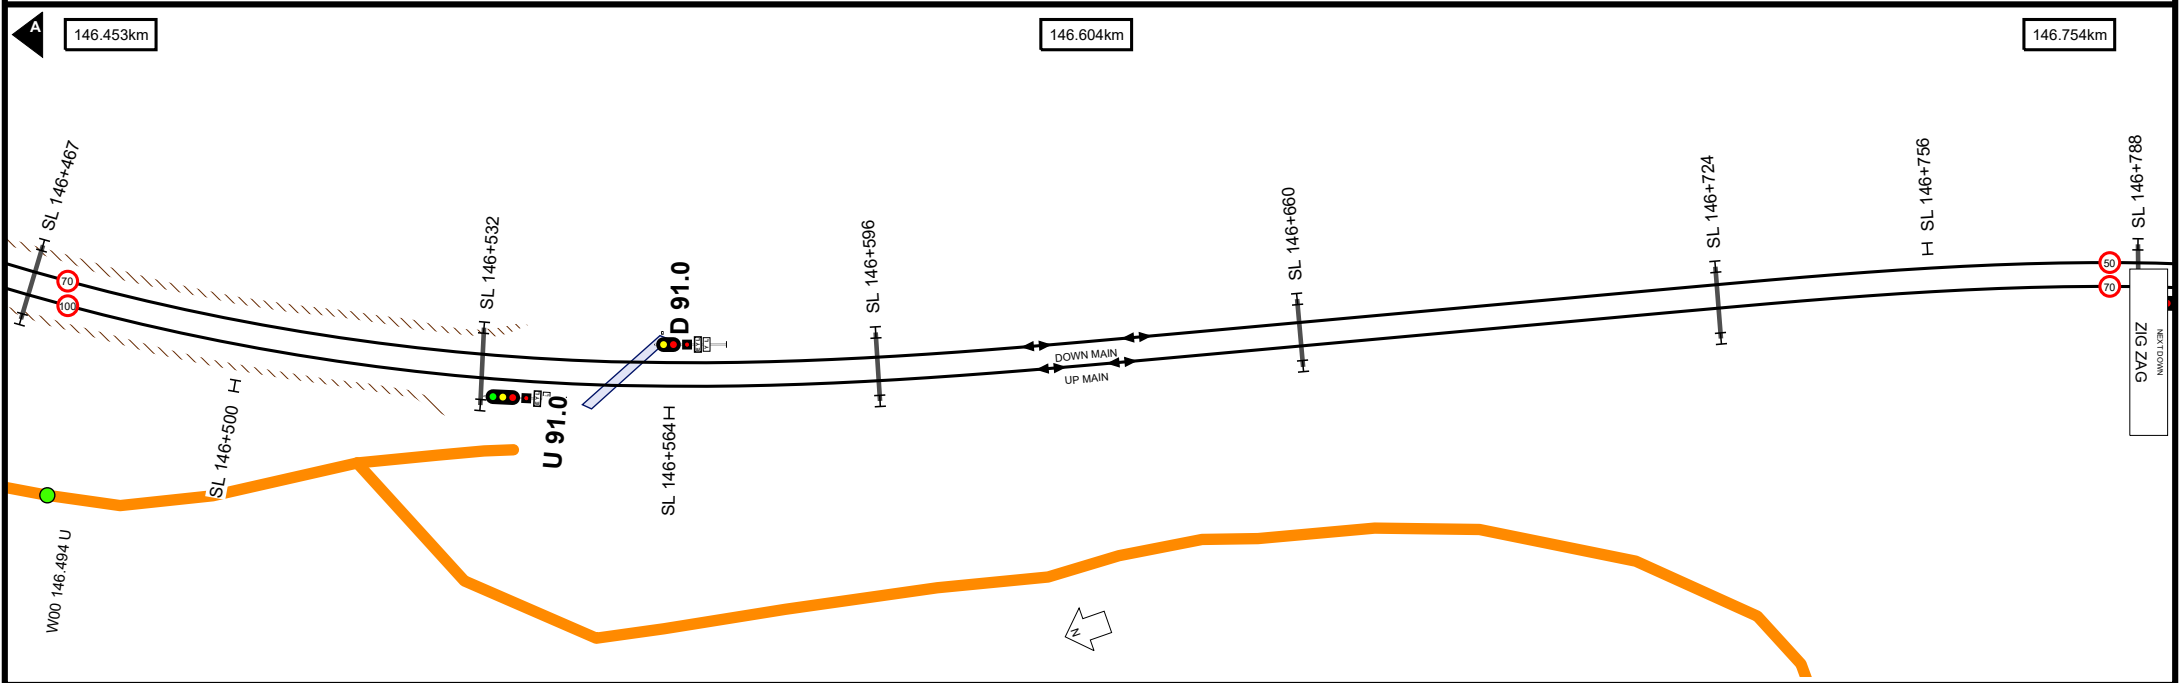 A
146.453km
146.604km
146.754km
SL 146+467
SL 146+532
SL 146+596
SL 146+660
SL 146+724
SL 146+756
SL 146+788
70
100
D 91.0
U 91.0
DOWN MAIN
UP MAIN
50
70
NEXT DOWN
ZIG ZAG
SL 146+500
SL 146+564
W00 146.494 U
N